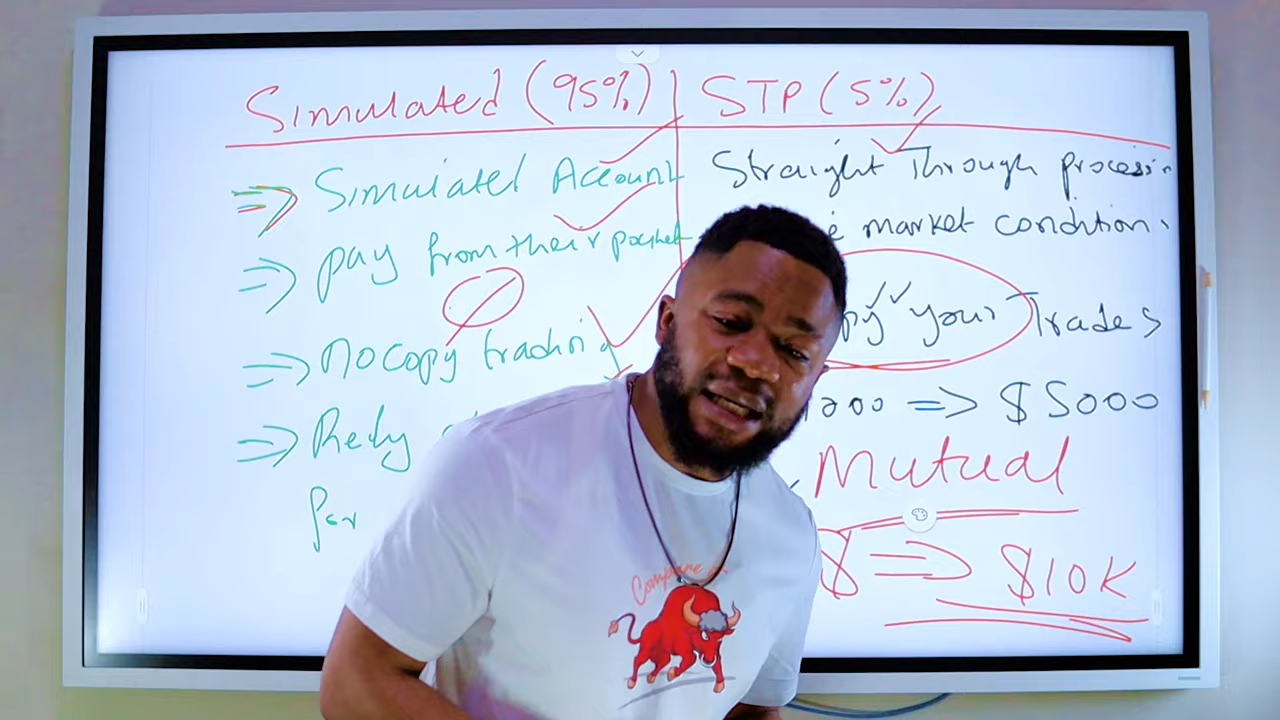 Simulated (95%) | STP (5%)
=> Simulated Account
=> pay from their pocket
=> No copy trading
=> Rely
for
Straight Through
market condition
your Trades
=> $5000
Mutual
$ => $10K